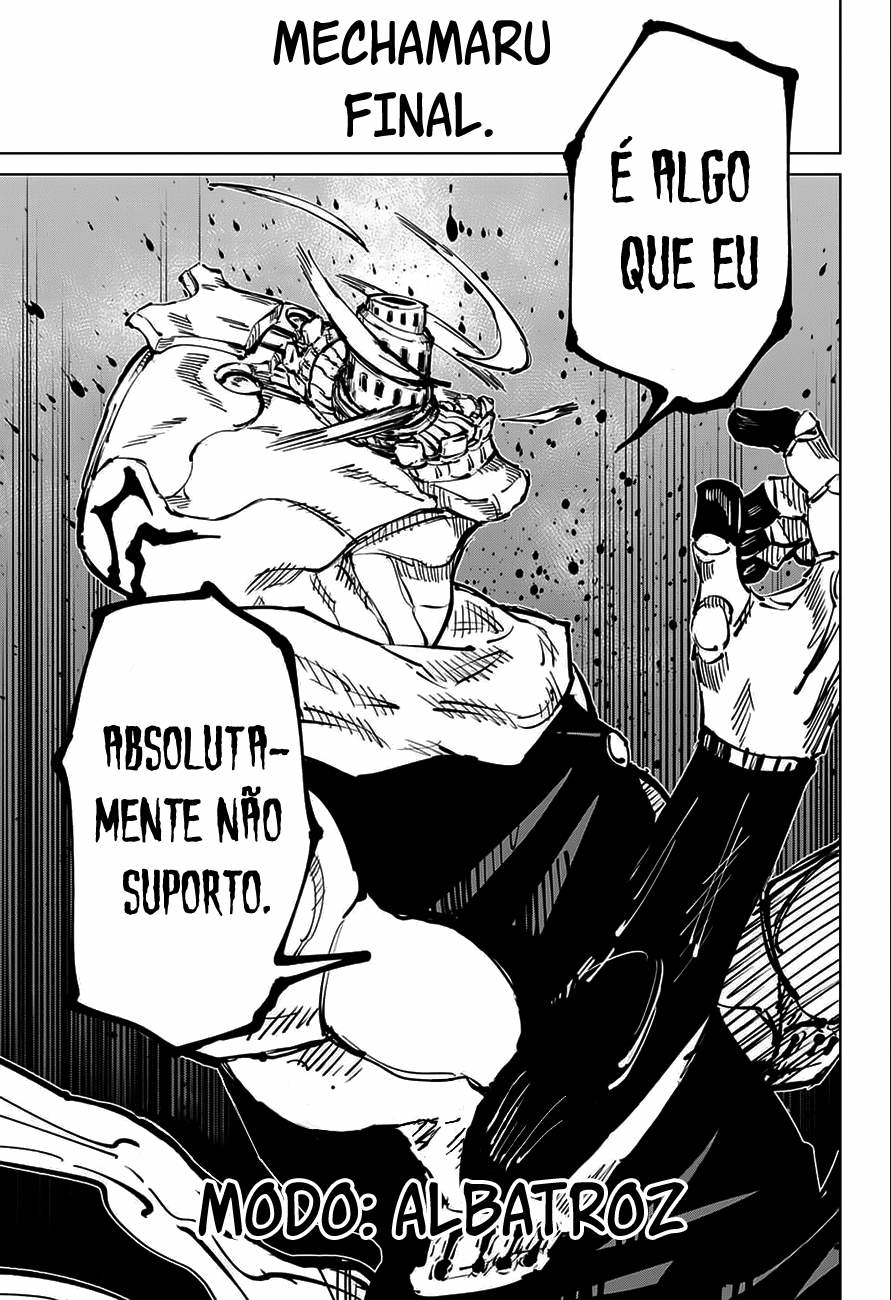 MECHAMARU
FINAL.
É ALGO
QUE EU
ABSOLUTA-
MENTE NÃO
SUPORTO.
MODO: ALBATROZ